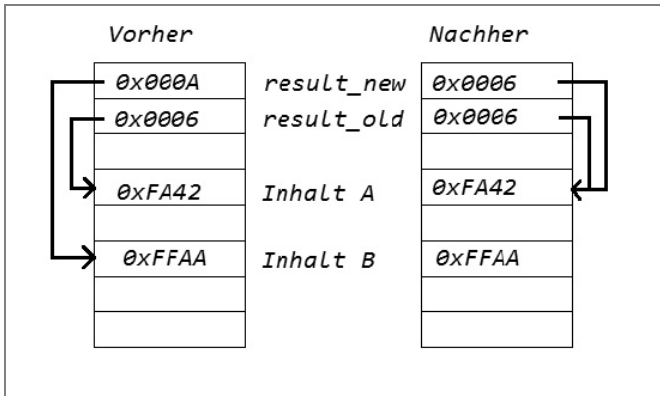 Vorher Nachher
0x000A result_new 0x0006
0x0006 result_old 0x0006
0xFA42 Inhalt A 0xFA42
0xFFAA Inhalt B 0xFFAA